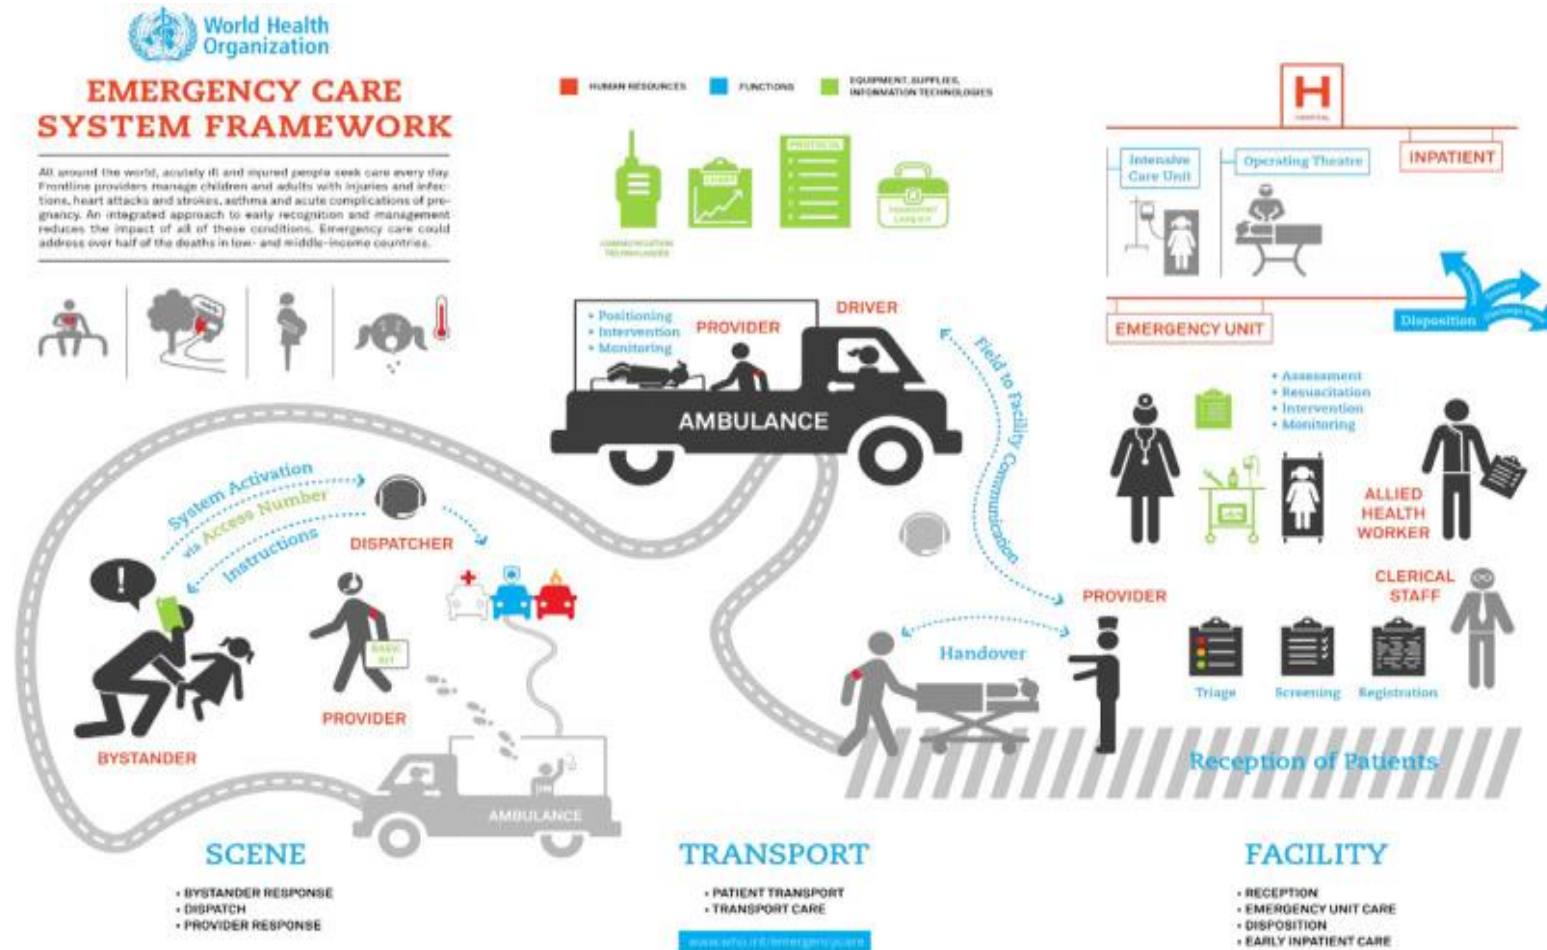 World Health
Organization
EMERGENCY CARE
SYSTEM FRAMEWORK
All around the world, acutely ill and injured people seek care every day.
Frontline providers manage children and adults with injuries and infec-
tions, heart attacks and strokes, asthma and acute complications of pre-
gnancy. An integrated approach to early recognition and management
reduces the impact of all of these conditions. Emergency care could
address over half of the deaths in low- and middle-income countries.
HUMAN RESOURCES
FUNCTIONS
EQUIPMENT, SUPPLIES,
INFORMATION TECHNOLOGIES
COMMUNICATION
TECHNOLOGIES
CHART
PROTOCOL
TRANSPORT
CARE KIT
H
HOSPITAL
INPATIENT
Intensive
Care Unit
Operating Theatre
EMERGENCY UNIT
Disposition
• Positioning
• Intervention
• Monitoring
PROVIDER
DRIVER
AMBULANCE
Field to Facility Communication
• Assessment
• Resuscitation
• Intervention
• Monitoring
ALLIED
HEALTH
WORKER
CLERICAL
STAFF
System Activation
via Access Number
Instructions
DISPATCHER
!
BASIC
KIT
PROVIDER
BYSTANDER
AMBULANCE
Handover
PROVIDER
Triage
Screening
Registration
Reception of Patients
SCENE
• BYSTANDER RESPONSE
• DISPATCH
• PROVIDER RESPONSE
TRANSPORT
• PATIENT TRANSPORT
• TRANSPORT CARE
www.who.int/emergencycare
FACILITY
• RECEPTION
• EMERGENCY UNIT CARE
• DISPOSITION
• EARLY INPATIENT CARE